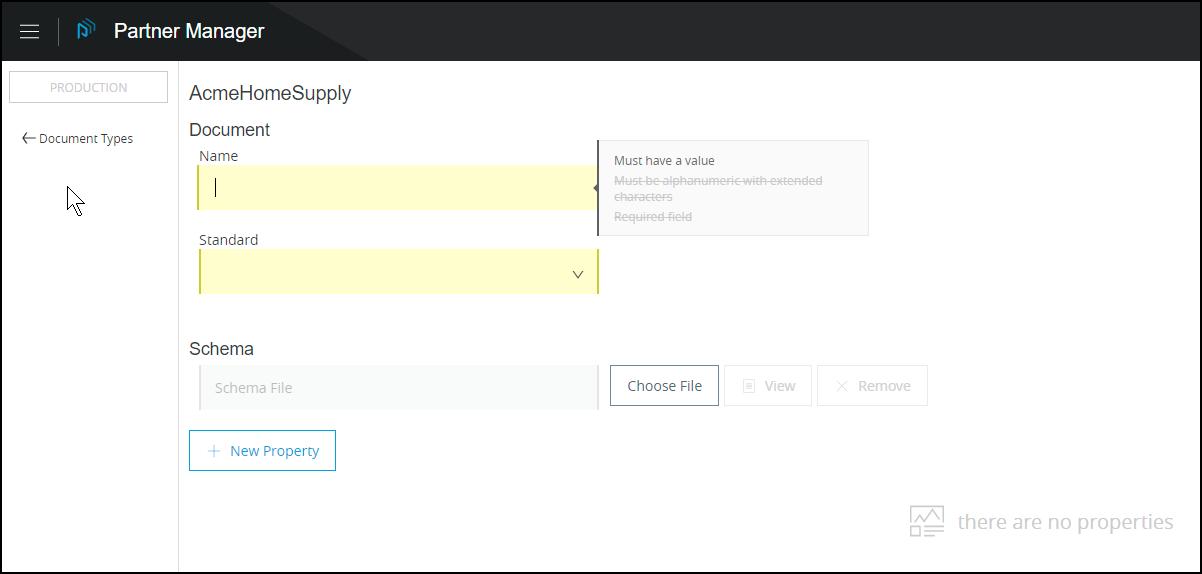 Partner Manager
PRODUCTION
Document Types
AcmeHomeSupply
Document
Name
Must have a value
Must be alphanumeric with extended
characters
Required field
Standard
Schema
Schema File
Choose File
View
Remove
New Property
there are no properties